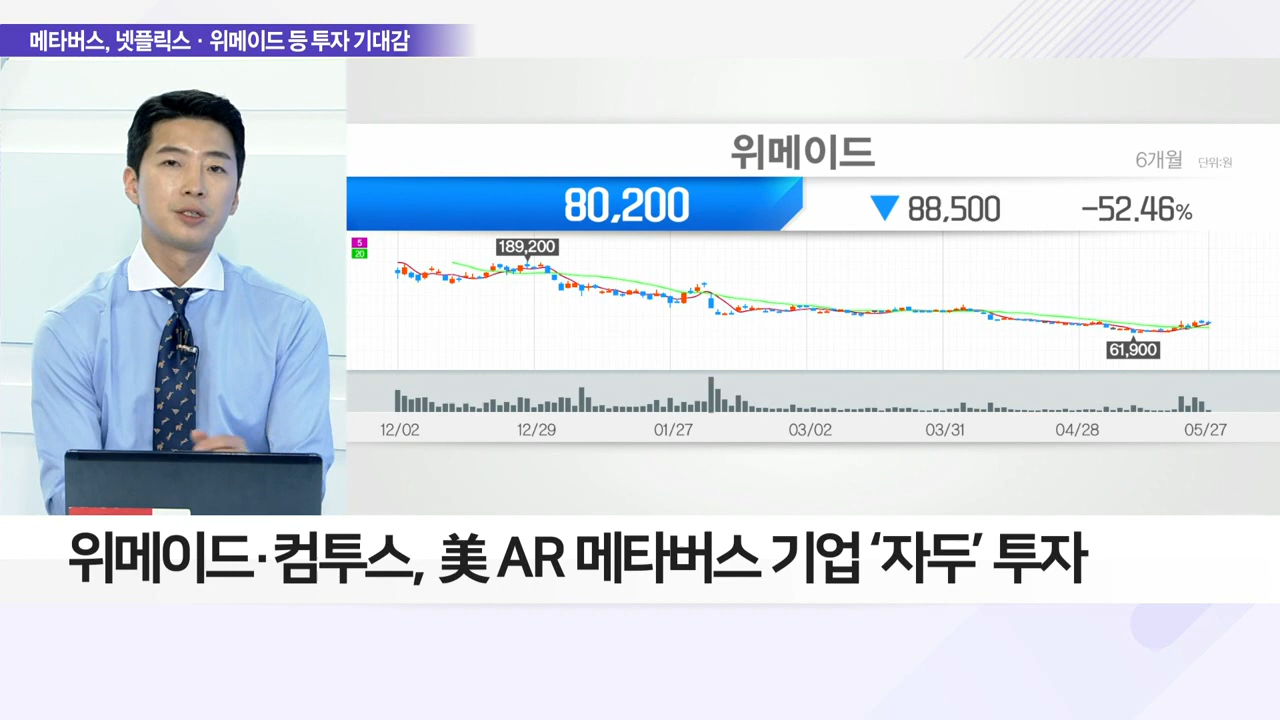 메타버스, 넷플릭스 · 위메이드 등 투자 기대감
위메이드
6개월 단위:원
80,200 ▼ 88,500 -52.46%
5
20
189,200
61,900
12/02 12/29 01/27 03/02 03/31 04/28 05/27
위메이드·컴투스, 美 AR 메타버스 기업 ‘자두’ 투자